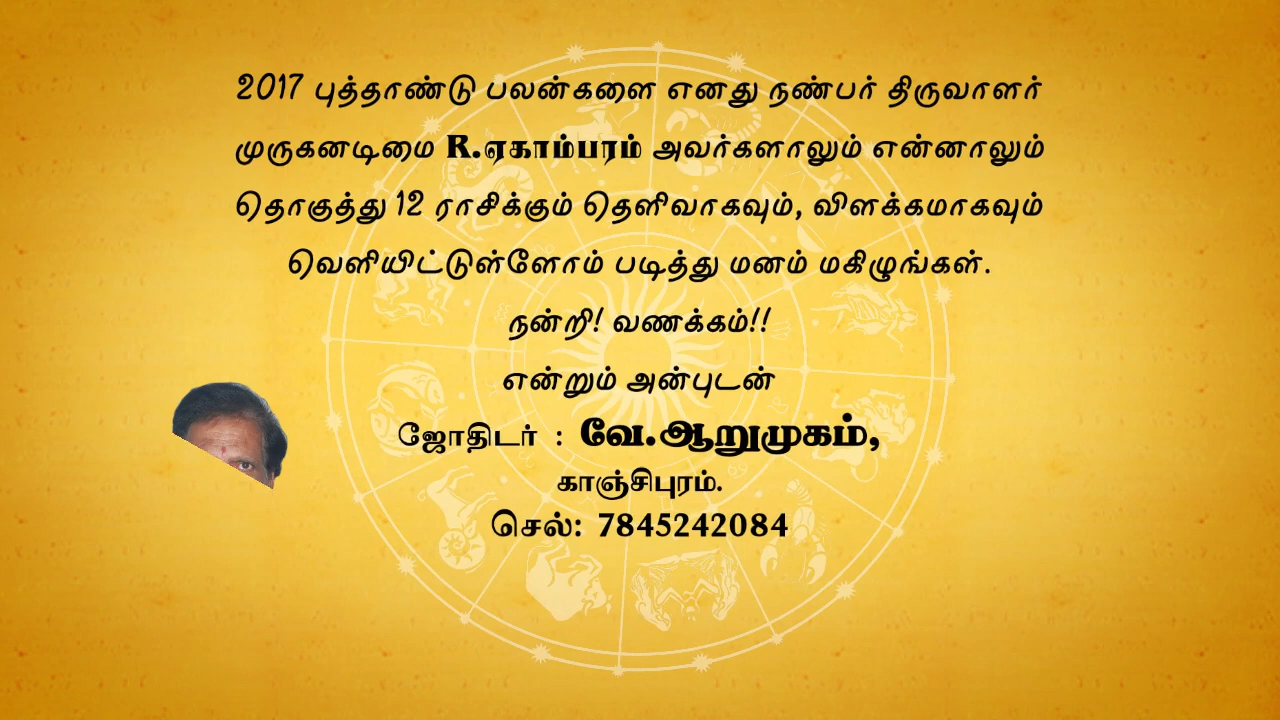 2017 புத்தாண்டு பலன்களை எனது நண்பர் திருவாளர்
முருகனடிமை R.ஏகாம்பரம் அவர்களாலும் என்னாலும்
தொகுத்து 12 ராசிக்கும் தெளிவாகவும், விளக்கமாகவும்
வெளியிட்டுள்ளோம் படித்து மனம் மகிழுங்கள்.
நன்றி! வணக்கம்!!
என்றும் அன்புடன்
ஜோதிடர் : வே.ஆறுமுகம்,
காஞ்சிபுரம்.
செல்: 7845242084